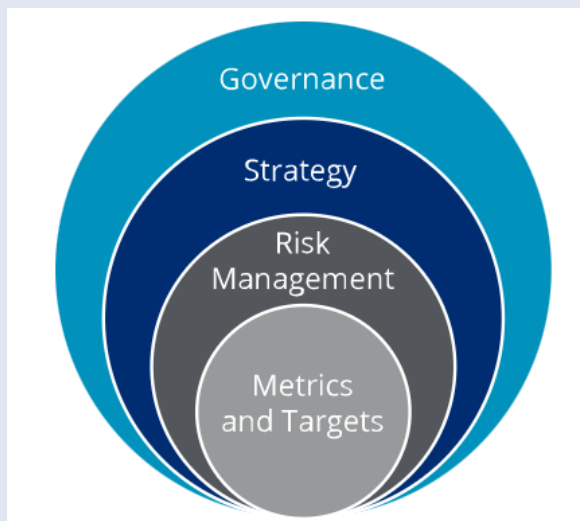 Governance
Strategy
Risk
Management
Metrics
and Targets